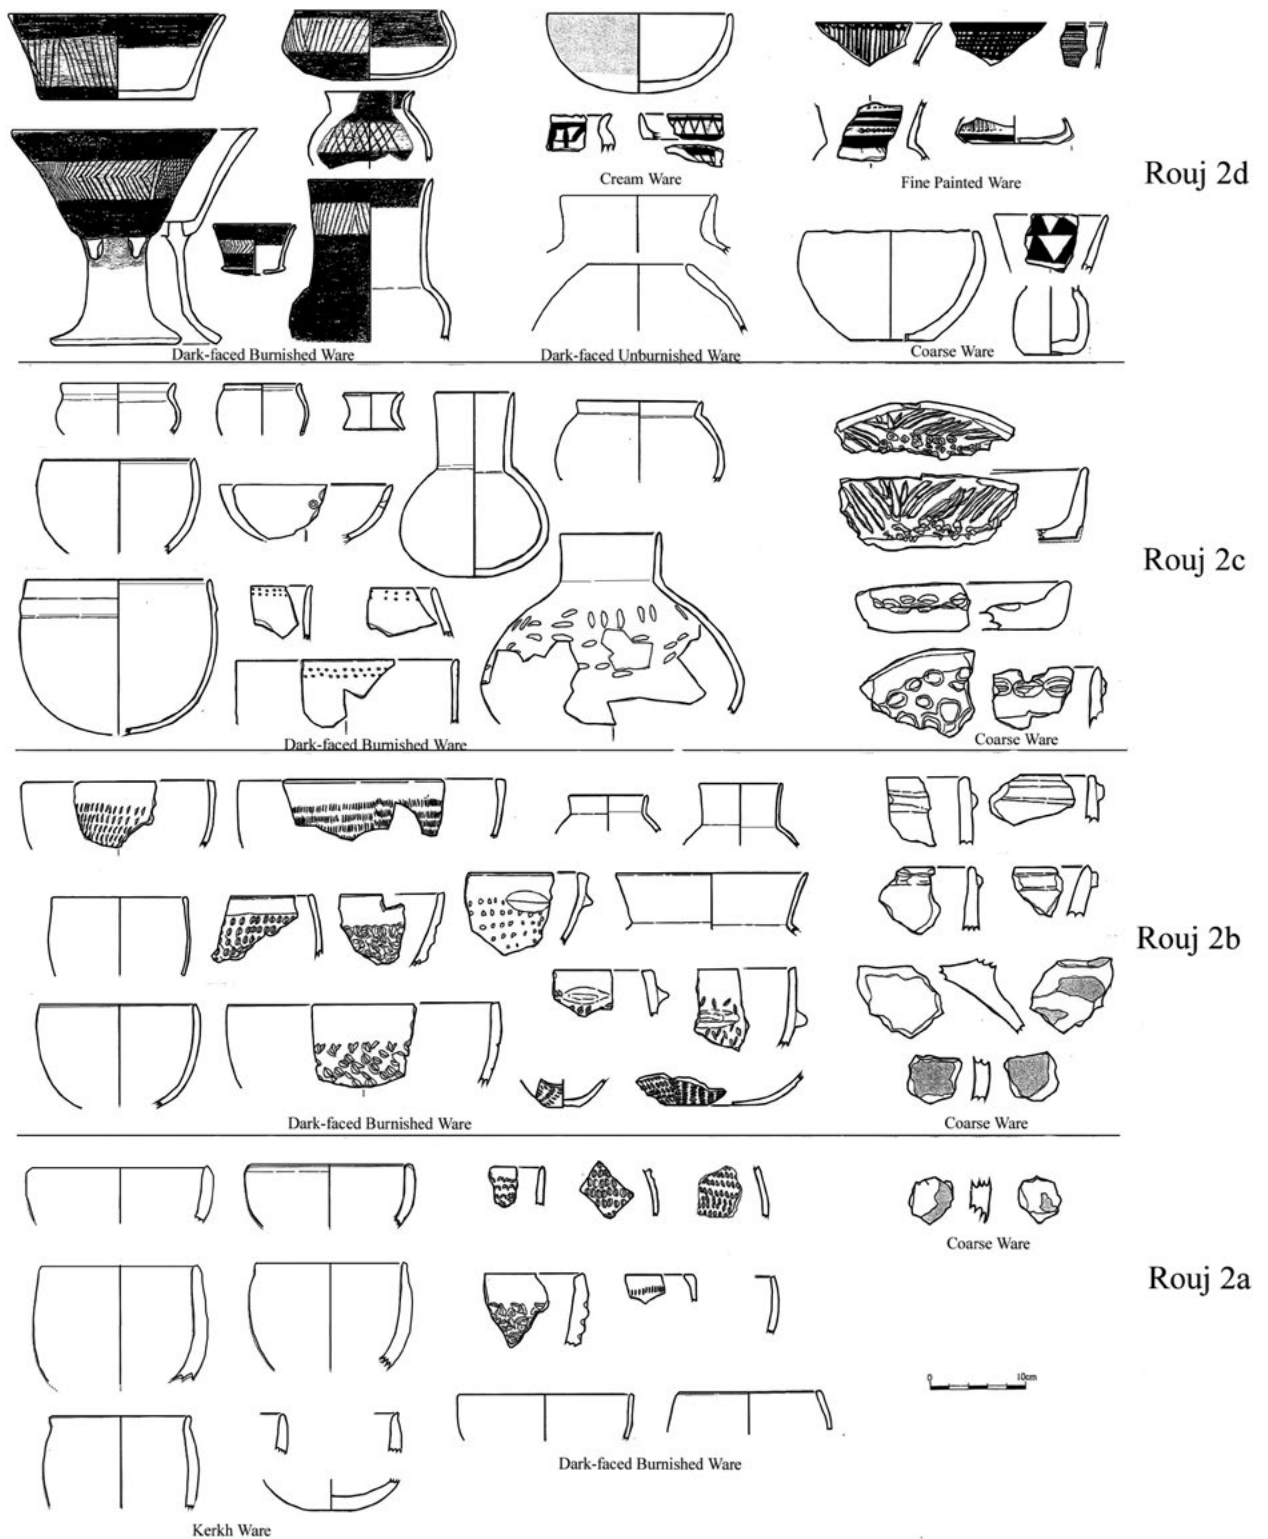 Cream Ware
Fine Painted Ware
Rouj 2d
Dark-faced Burnished Ware
Dark-faced Unburnished Ware
Coarse Ware
Rouj 2c
Dark-faced Burnished Ware
Coarse Ware
Rouj 2b
Dark-faced Burnished Ware
Coarse Ware
Coarse Ware
Rouj 2a
0 10cm
Dark-faced Burnished Ware
Kerkh Ware